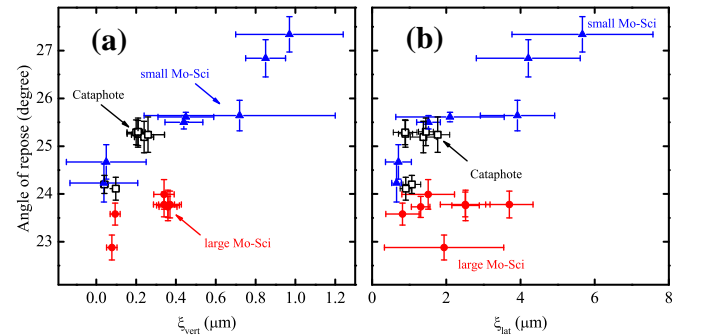 (a)
(b)
small Mo-Sci
small Mo-Sci
Cataphote
Cataphote
large Mo-Sci
large Mo-Sci
Angle of repose (degree)
27
26
25
24
23
0.0 0.2 0.4 0.6 0.8 1.0 1.2
0 2 4 6 8
ξvert (μm)
ξlat (μm)